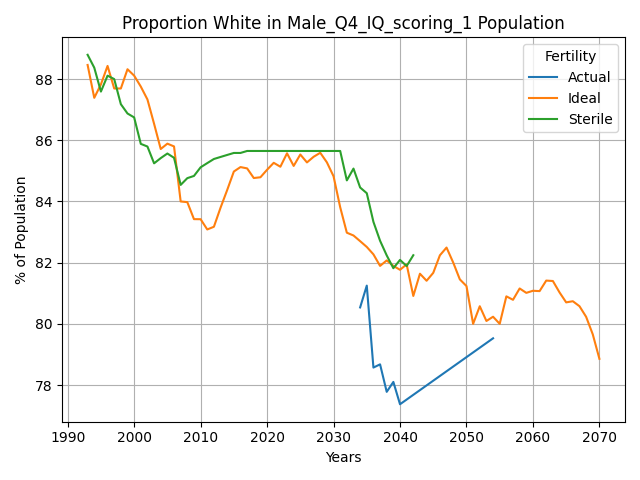 Proportion White in Male_Q4_IQ_scoring_1 Population
Fertility
Actual
Ideal
Sterile
% of Population
88
86
84
82
80
78
1990
2000
2010
2020
2030
2040
2050
2060
2070
Years